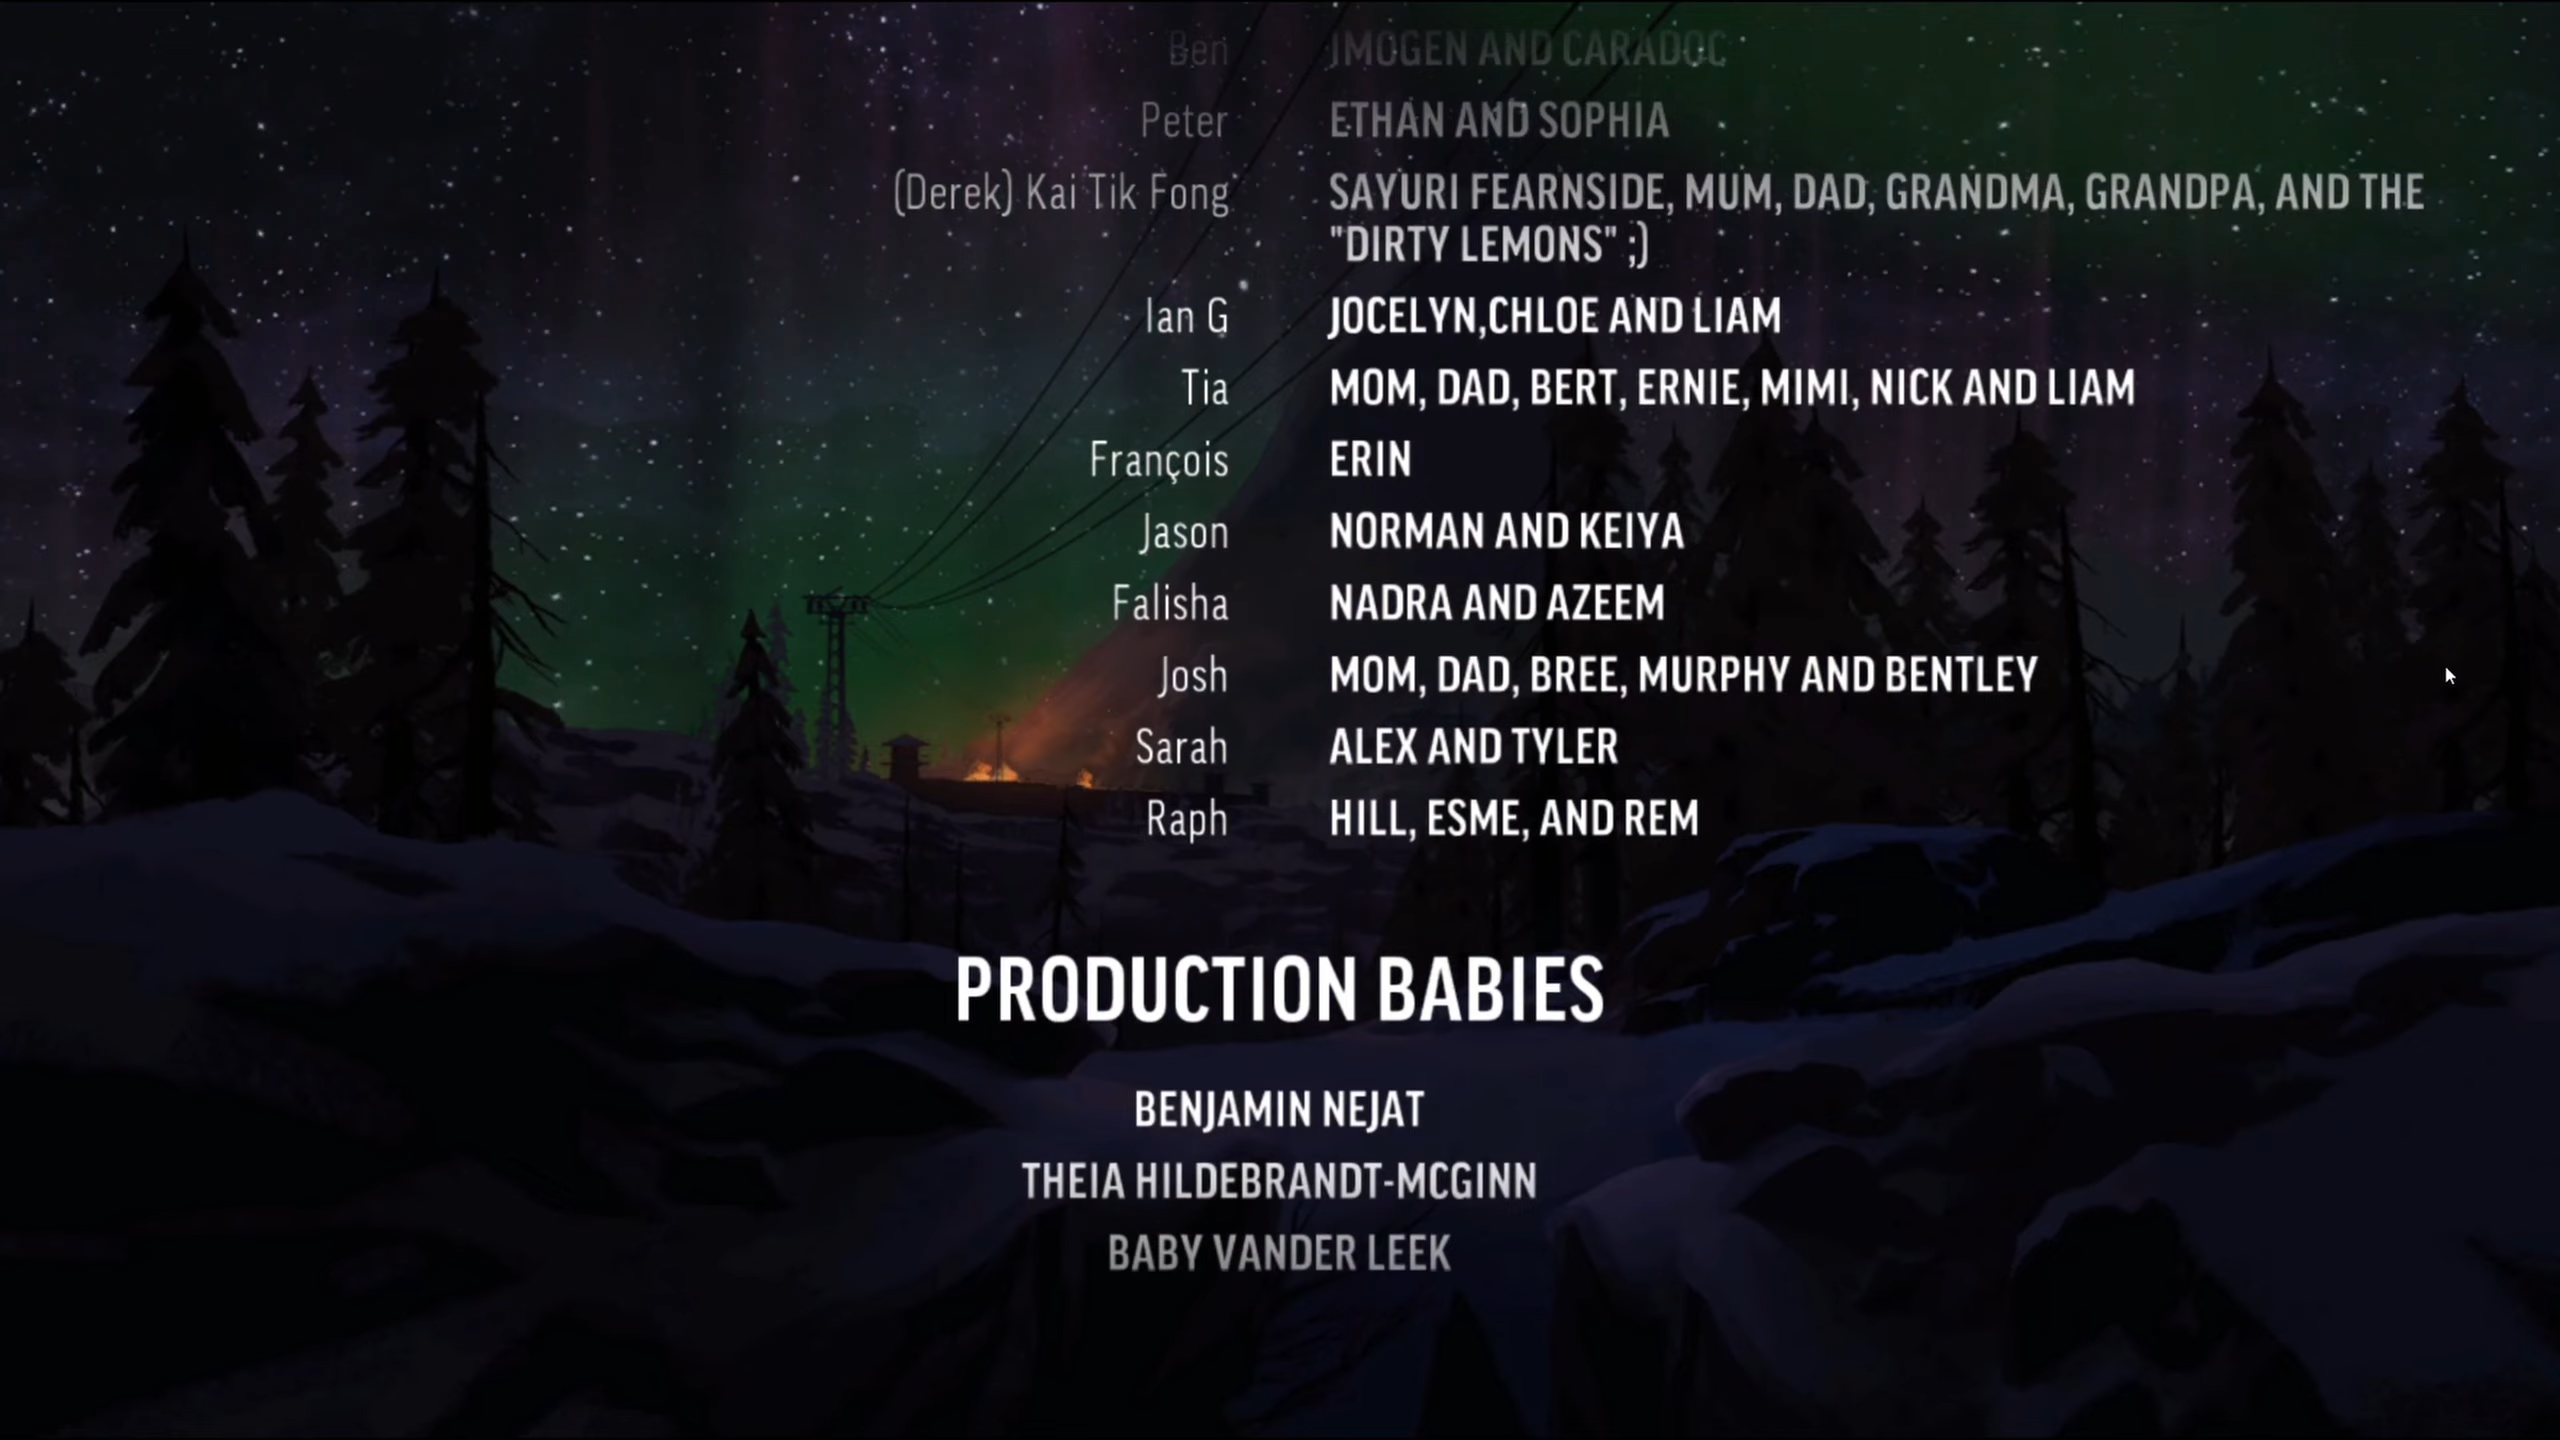 Ben IMOGEN AND CARADOC
Peter ETHAN AND SOPHIA
(Derek) Kai Tik Fong SAYURI FEARNSIDE, MUM, DAD, GRANDMA, GRANDPA, AND THE
"DIRTY LEMONS" ;)
Ian G JOCELYN,CHLOE AND LIAM
Tia MOM, DAD, BERT, ERNIE, MIMI, NICK AND LIAM
François ERIN
Jason NORMAN AND KEIYA
Falisha NADRA AND AZEEM
Josh MOM, DAD, BREE, MURPHY AND BENTLEY
Sarah ALEX AND TYLER
Raph HILL, ESME, AND REM
PRODUCTION BABIES
BENJAMIN NEJAT
THEIA HILDEBRANDT-MCGINN
BABY VANDER LEEK